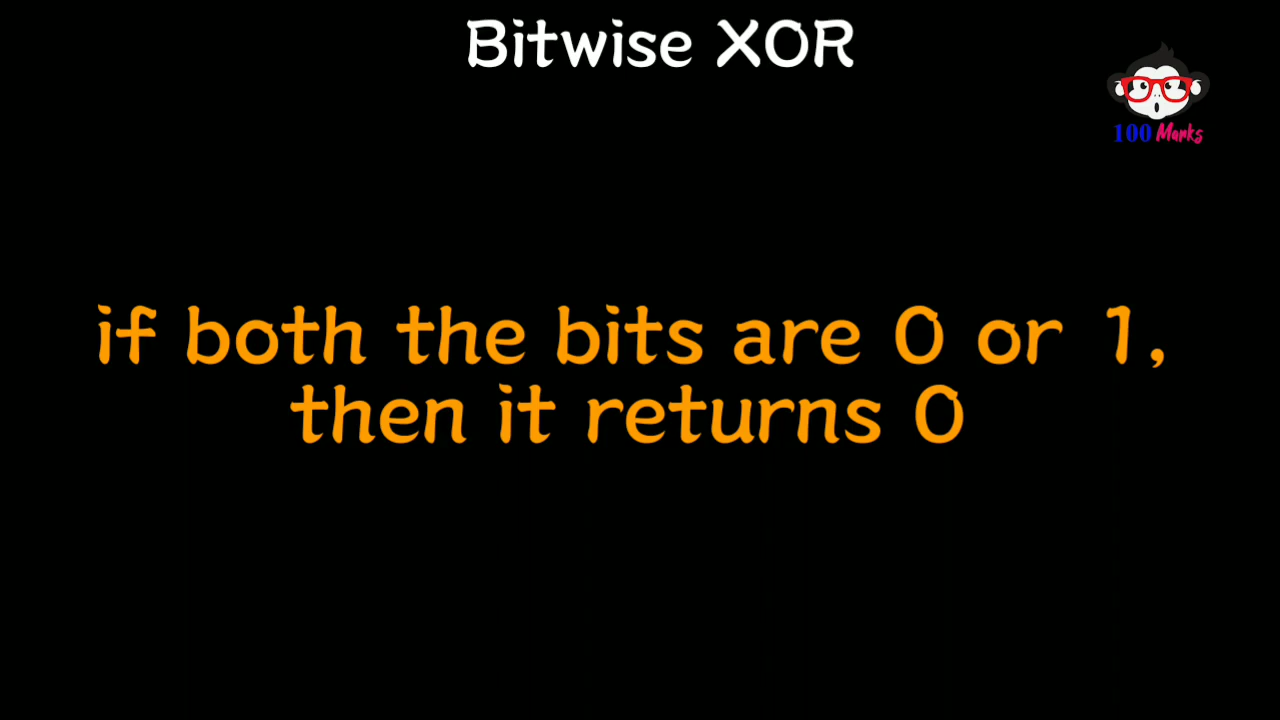 Bitwise XOR
100 Marks
if both the bits are 0 or 1,
then it returns 0